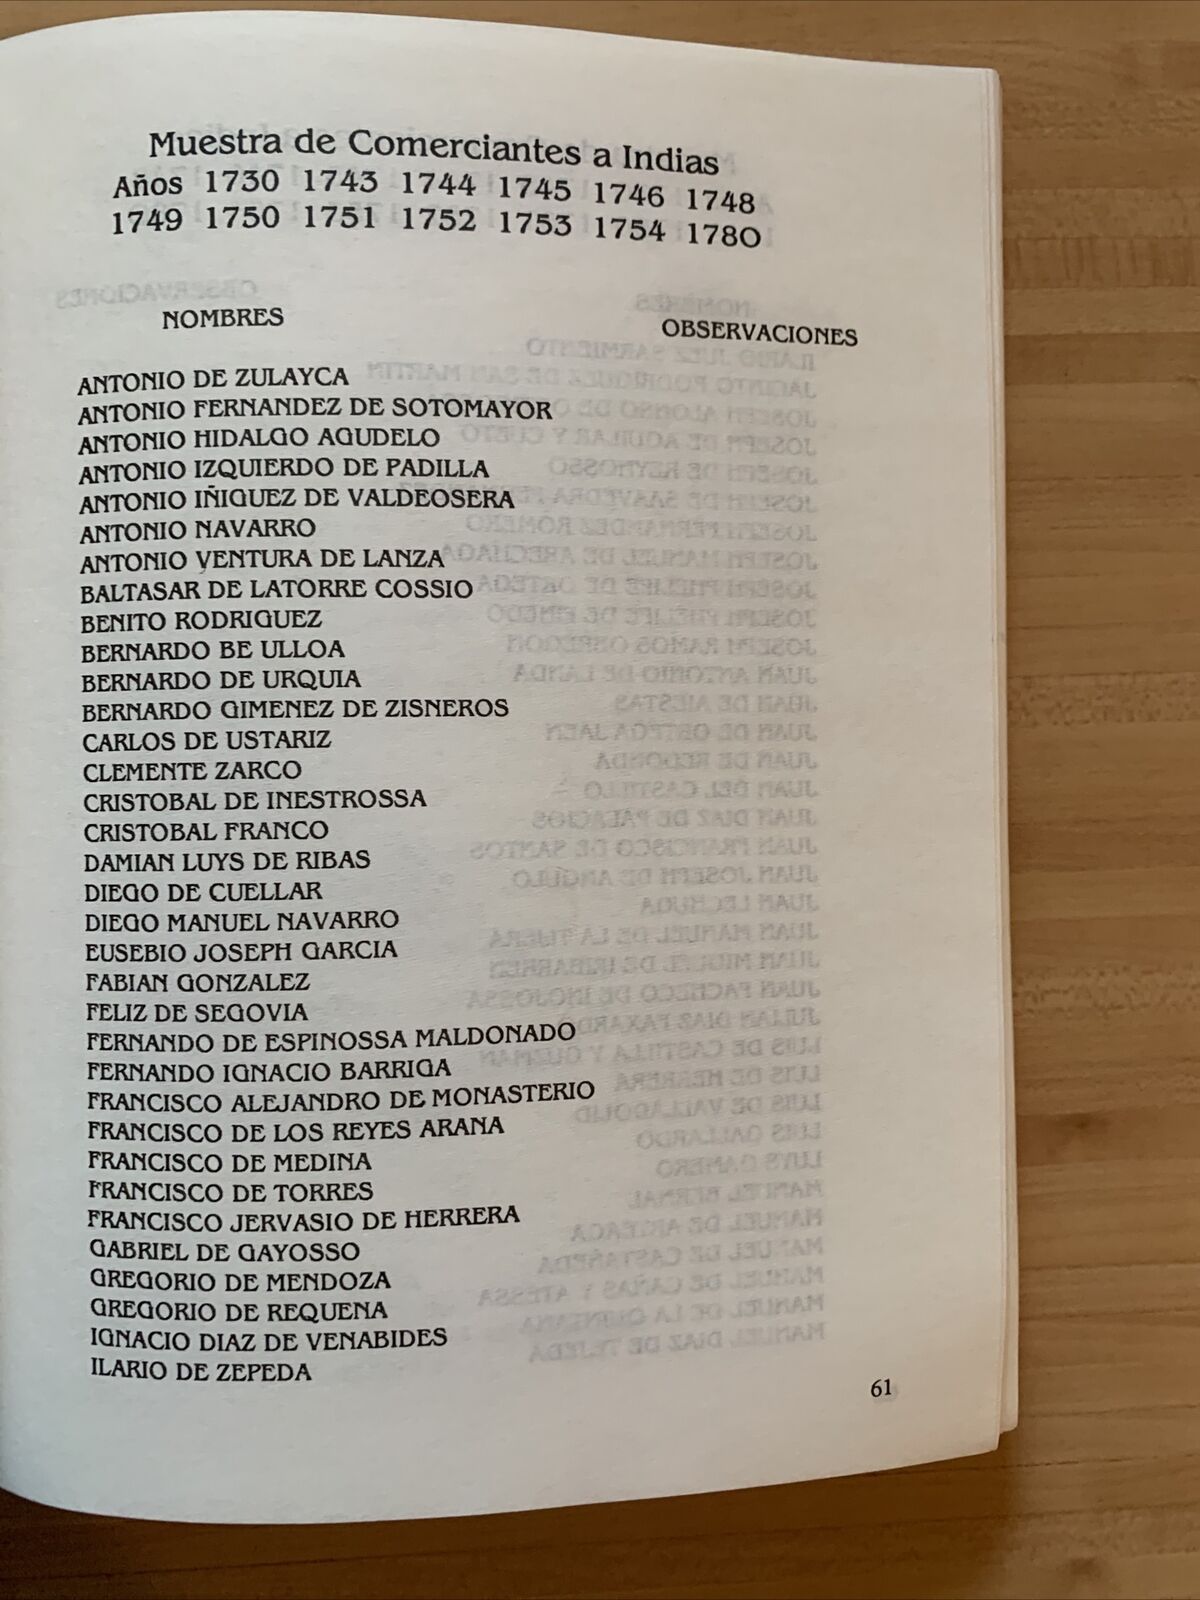 Muestra de Comerciantes a Indias
Años 1730 1743 1744 1745 1746 1748
1749 1750 1751 1752 1753 1754 1780
NOMBRES OBSERVACIONES
ANTONIO DE ZULAYCA
ANTONIO FERNANDEZ DE SOTOMAYOR
ANTONIO HIDALGO AGUDELO
ANTONIO IZQUIERDO DE PADILLA
ANTONIO IÑIGUEZ DE VALDEOSERA
ANTONIO NAVARRO
ANTONIO VENTURA DE LANZA
BALTASAR DE LATORRE COSSIO
BENITO RODRIGUEZ
BERNARDO BE ULLOA
BERNARDO DE URQUIA
BERNARDO GIMENEZ DE ZISNEROS
CARLOS DE USTARIZ
CLEMENTE ZARCO
CRISTOBAL DE INESTROSSA
CRISTOBAL FRANCO
DAMIAN LUYS DE RIBAS
DIEGO DE CUELLAR
DIEGO MANUEL NAVARRO
EUSEBIO JOSEPH GARCIA
FABIAN GONZALEZ
FELIZ DE SEGOVIA
FERNANDO DE ESPINOSSA MALDONADO
FERNANDO IGNACIO BARRIGA
FRANCISCO ALEJANDRO DE MONASTERIO
FRANCISCO DE LOS REYES ARANA
FRANCISCO DE MEDINA
FRANCISCO DE TORRES
FRANCISCO JERVASIO DE HERRERA
GABRIEL DE GAYOSSO
GREGORIO DE MENDOZA
GREGORIO DE REQUENA
IGNACIO DIAZ DE VENABIDES
ILARIO DE ZEPEDA
61